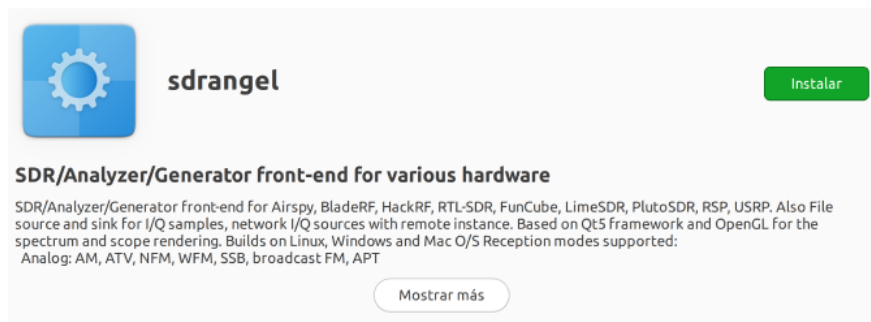 sdrangel
Instalar
SDR/Analyzer/Generator front-end for various hardware
SDR/Analyzer/Generator front-end for Airspy, BladeRF, HackRF, RTL-SDR, FunCube, LimeSDR, PlutoSDR, RSP, USRP. Also File
source and sink for I/Q samples, network I/Q sources with remote instance. Based on Qt5 framework and OpenGL for the
spectrum and scope rendering. Builds on Linux, Windows and Mac O/S Reception modes supported:
Analog: AM, ATV, NFM, WFM, SSB, broadcast FM, APT
Mostrar más